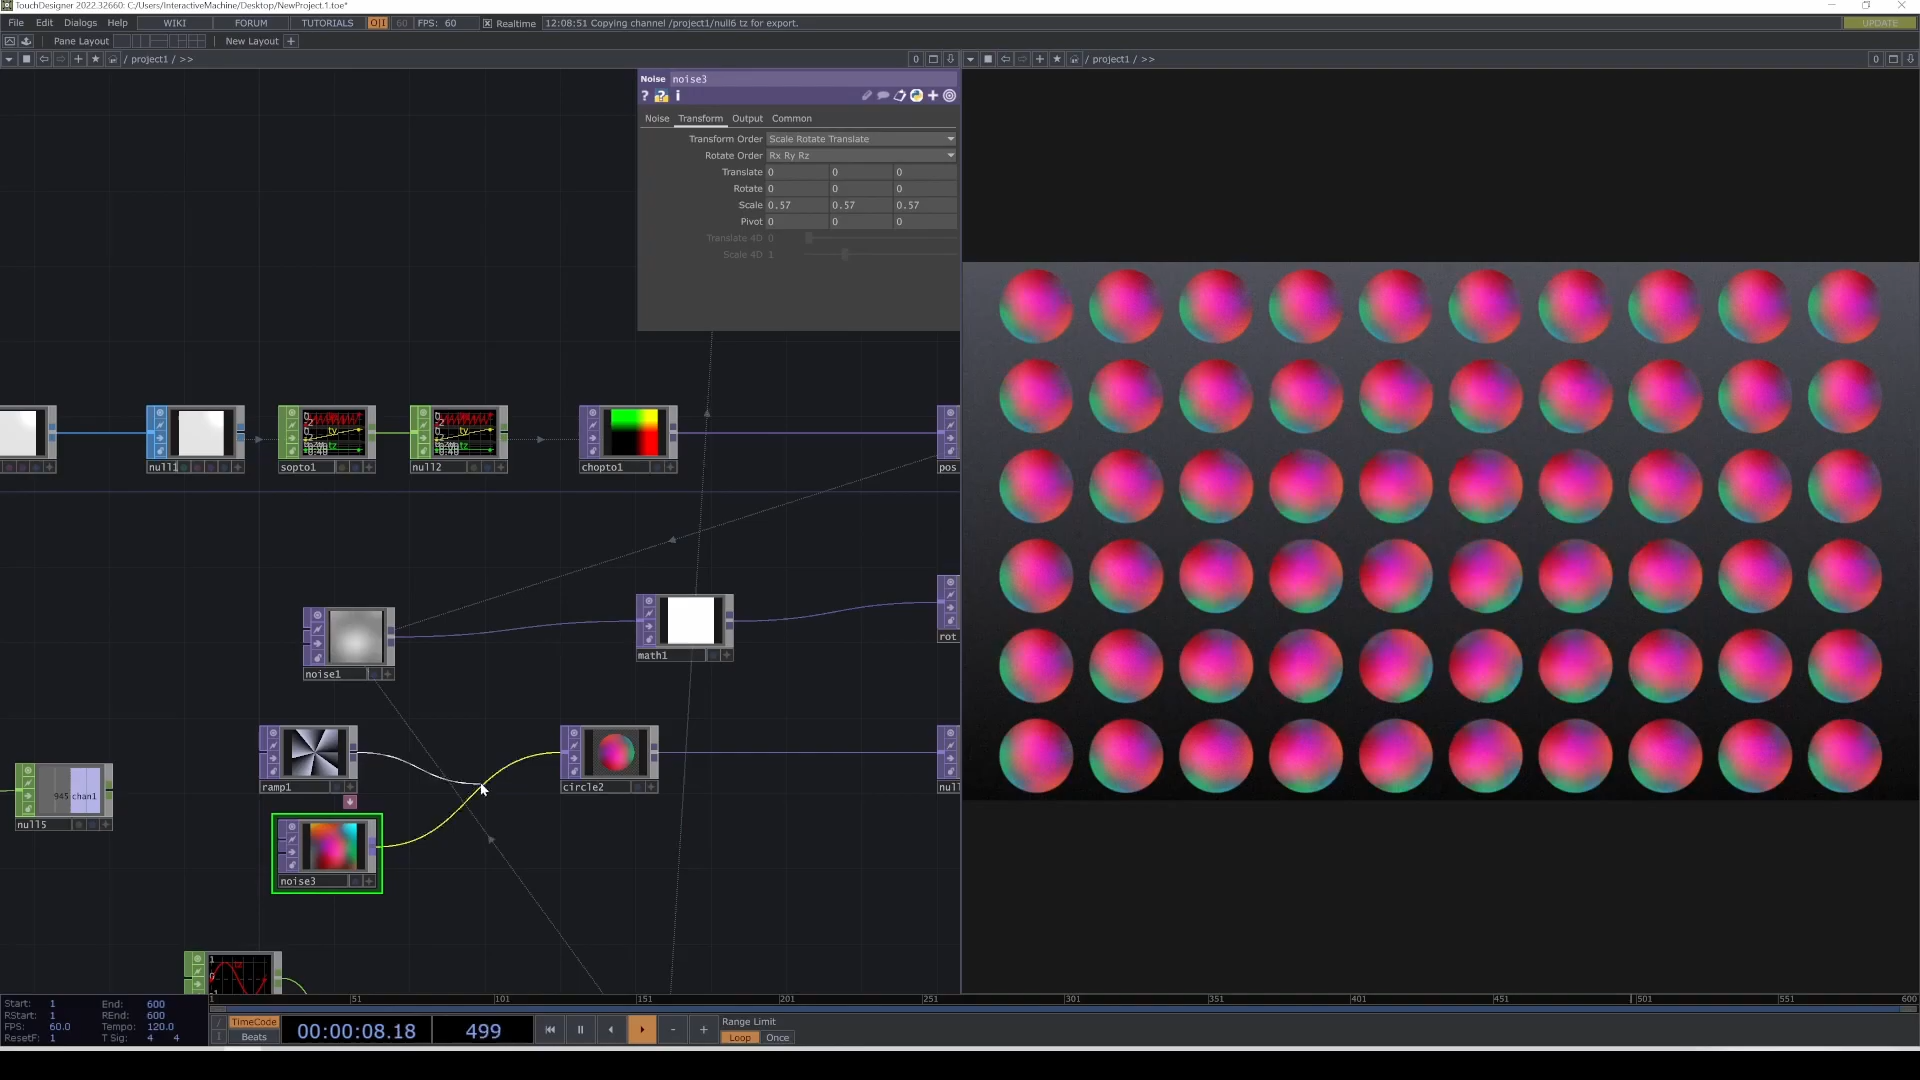 TouchDesigner 2022.32660: C:/Users/InteractiveMachine/Desktop/NewProject.1.toe*
File Edit Dialogs Help WIKI FORUM TUTORIALS O|I 60 FPS: 60 Realtime 12:08:51 Copying channel /project1/null6 tz for export. UPDATE
Pane Layout New Layout +
/ project1 / >> 0
/ project1 / >> 0
Noise noise3
? ? i
Noise Transform Output Common
Transform Order Scale Rotate Translate
Rotate Order Rx Ry Rz
Translate 0 0 0
Rotate 0 0 0
Scale 0.57 0.57 0.57
Pivot 0 0 0
Translate 4D 0
Scale 4D 1
null1
sopto1
null2
chopto1
pos
noise1
math1
rot
ramp1
circle2
null
945 chan1
null5
noise3
Start: 1 End: 600
RStart: 1 REnd: 600
FPS: 60.0 Tempo: 120.0
ResetF: 1 T Sig: 4 4
1 51 101 151 201 251 301 351 401 451 501 551 600
TimeCode
Beats
00:00:08.18 499
Range Limit
Loop Once